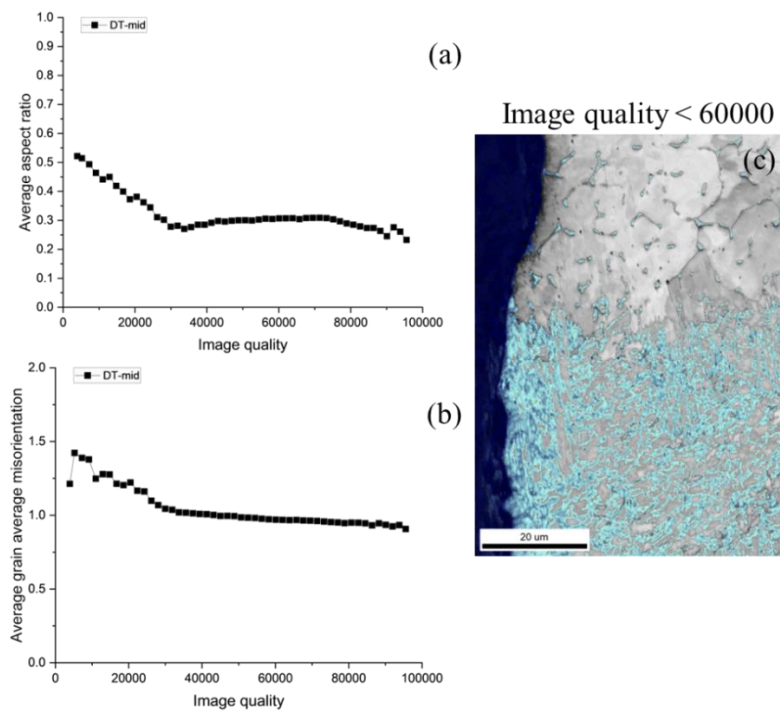 DT-mid
(a)
1.0
0.9
0.8
0.7
0.6
0.5
0.4
0.3
0.2
0.1
0.0
Average aspect ratio
0
20000
40000
60000
80000
100000
Image quality
DT-mid
(b)
2.0
1.5
1.0
0.5
0.0
Average grain average misorientation
0
20000
40000
60000
80000
100000
Image quality
Image quality < 60000
(c)
20 um